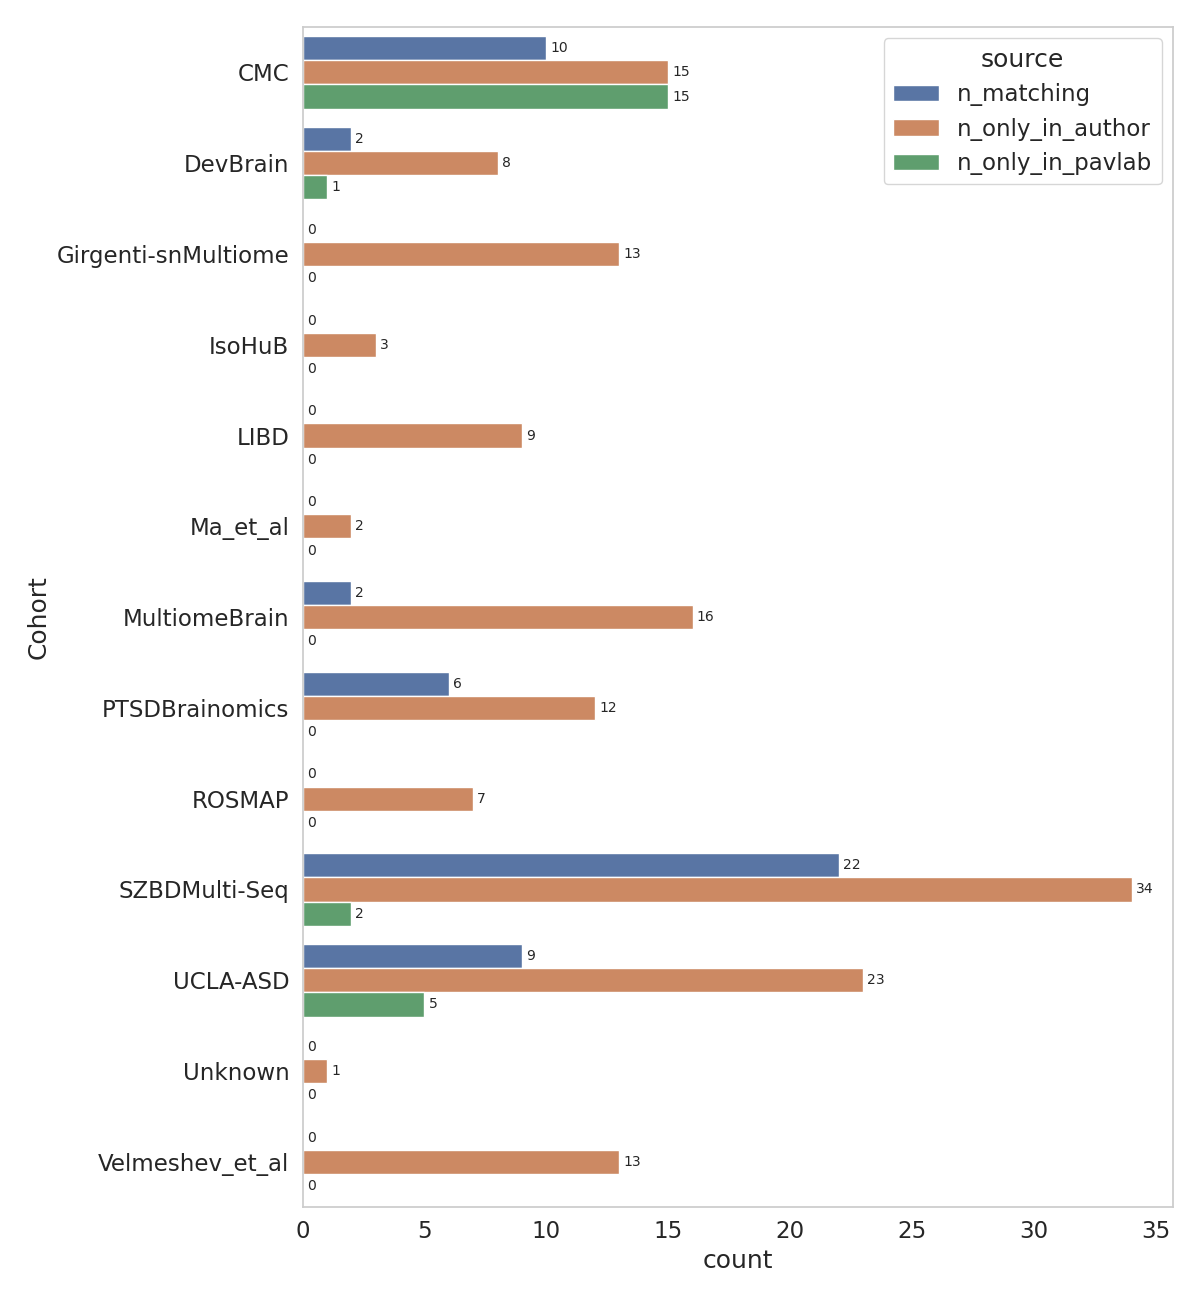 CMC
10
15
15
DevBrain
2
8
1
Girgenti-snMultiome
0
13
0
IsoHuB
0
3
0
LIBD
0
9
0
Ma_et_al
0
2
0
MultiomeBrain
2
16
0
PTSDBrainomics
6
12
0
ROSMAP
0
7
0
SZBDMulti-Seq
22
34
2
UCLA-ASD
9
23
5
Unknown
0
1
0
Velmeshev_et_al
0
13
0
Cohort
0 5 10 15 20 25 30 35
count
source
n_matching
n_only_in_author
n_only_in_pavlab